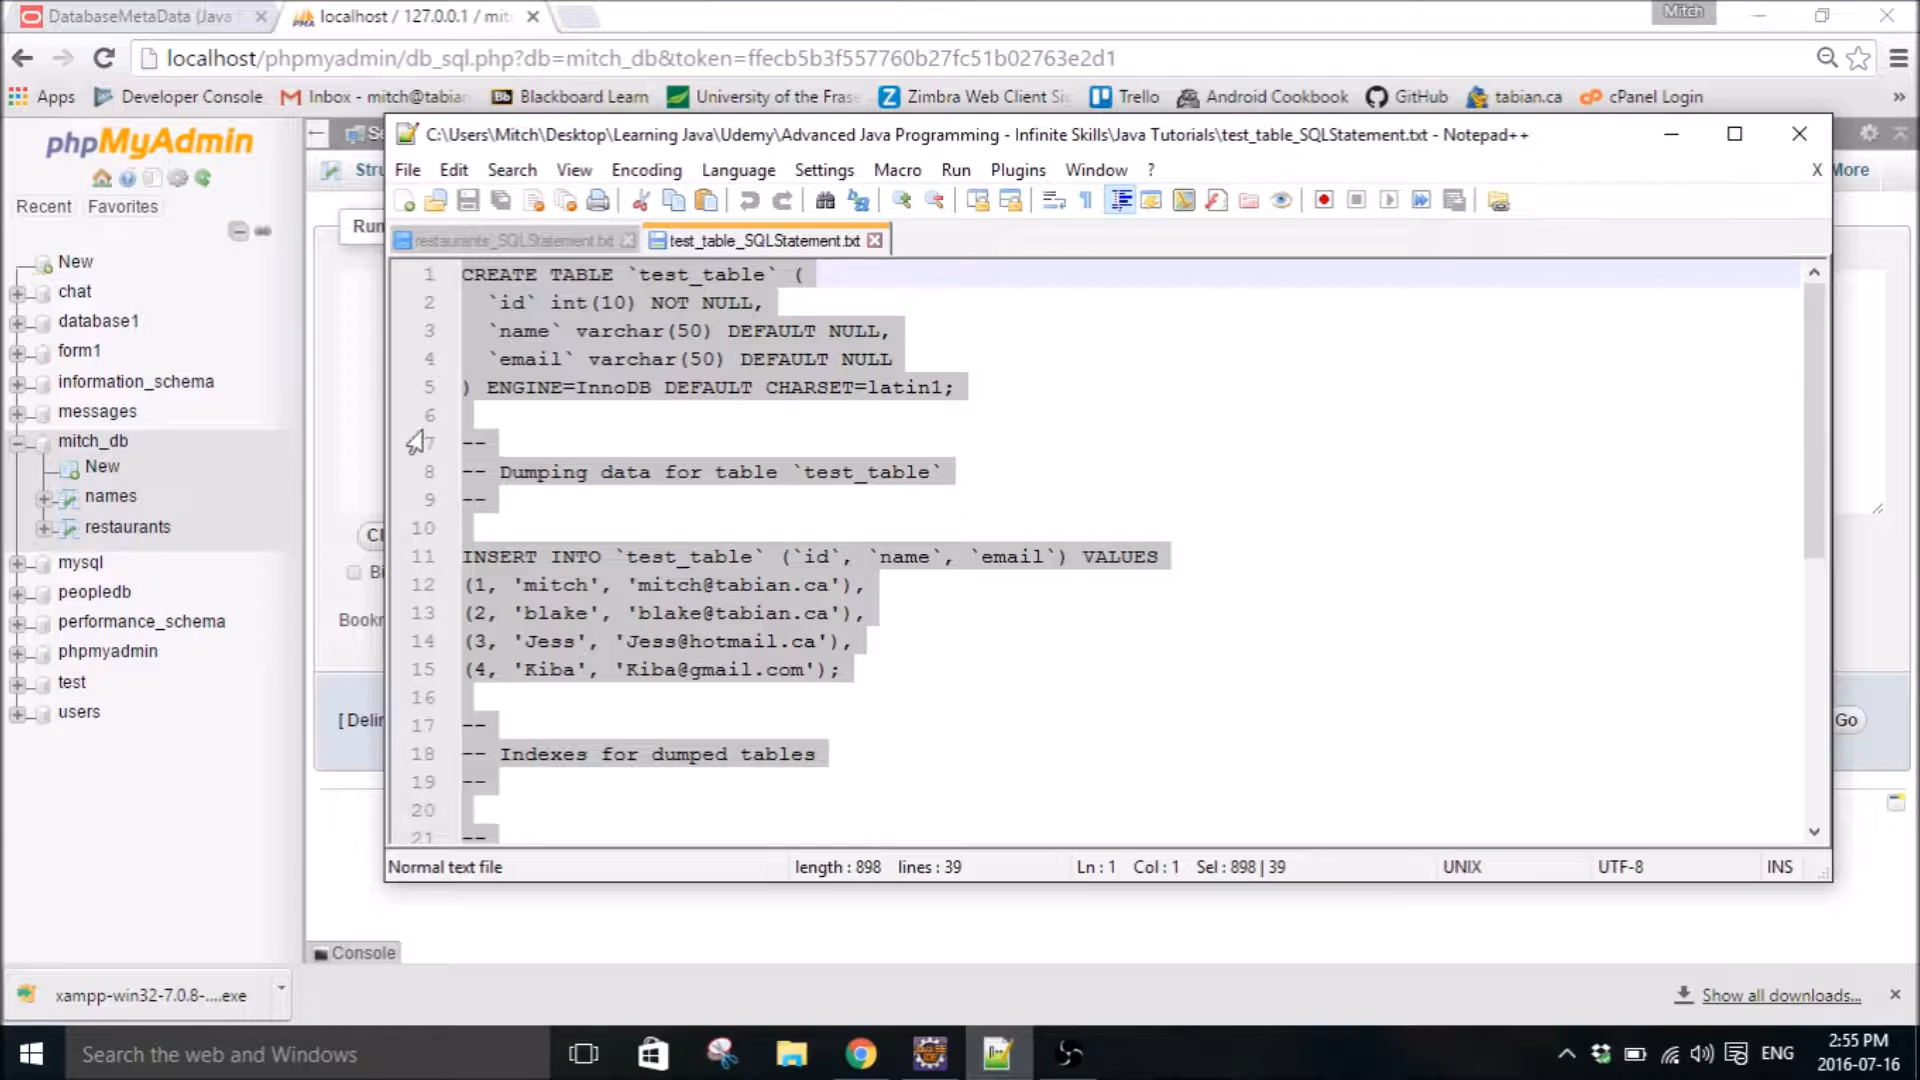 DatabaseMetaData (Java
localhost / 127.0.0.1 / mit
Mitch
localhost/phpmyadmin/db_sql.php?db=mitch_db&token=ffecb5b3f557760b27fc51b02763e2d1
Apps
Developer Console
Inbox - mitch@tabian
Bb Blackboard Learn
University of the Frase
Zimbra Web Client Si
Trello
Android Cookbook
GitHub
tabian.ca
cPanel Login
»
phpMyAdmin
Recent Favorites
New
chat
database1
form1
information_schema
messages
mitch_db
New
names
restaurants
mysql
peopledb
performance_schema
phpmyadmin
test
users
Stru
More
Run
Bookm
[ Delim
Go
Console
C:\Users\Mitch\Desktop\Learning Java\Udemy\Advanced Java Programming - Infinite Skills\Java Tutorials\test_table_SQLStatement.txt - Notepad++
File Edit Search View Encoding Language Settings Macro Run Plugins Window ? X
restaurants_SQLStatement.txt
test_table_SQLStatement.txt
1 CREATE TABLE `test_table` (
2 `id` int(10) NOT NULL,
3 `name` varchar(50) DEFAULT NULL,
4 `email` varchar(50) DEFAULT NULL
5 ) ENGINE=InnoDB DEFAULT CHARSET=latin1;
6
7 --
8 -- Dumping data for table `test_table`
9 --
10
11 INSERT INTO `test_table` (`id`, `name`, `email`) VALUES
12 (1, 'mitch', 'mitch@tabian.ca'),
13 (2, 'blake', 'blake@tabian.ca'),
14 (3, 'Jess', 'Jess@hotmail.ca'),
15 (4, 'Kiba', 'Kiba@gmail.com');
16
17 --
18 -- Indexes for dumped tables
19 --
20
21 --
Normal text file length : 898 lines : 39 Ln : 1 Col : 1 Sel : 898 | 39 UNIX UTF-8 INS
xampp-win32-7.0.8-....exe
Show all downloads...
Search the web and Windows
ENG
2:55 PM
2016-07-16